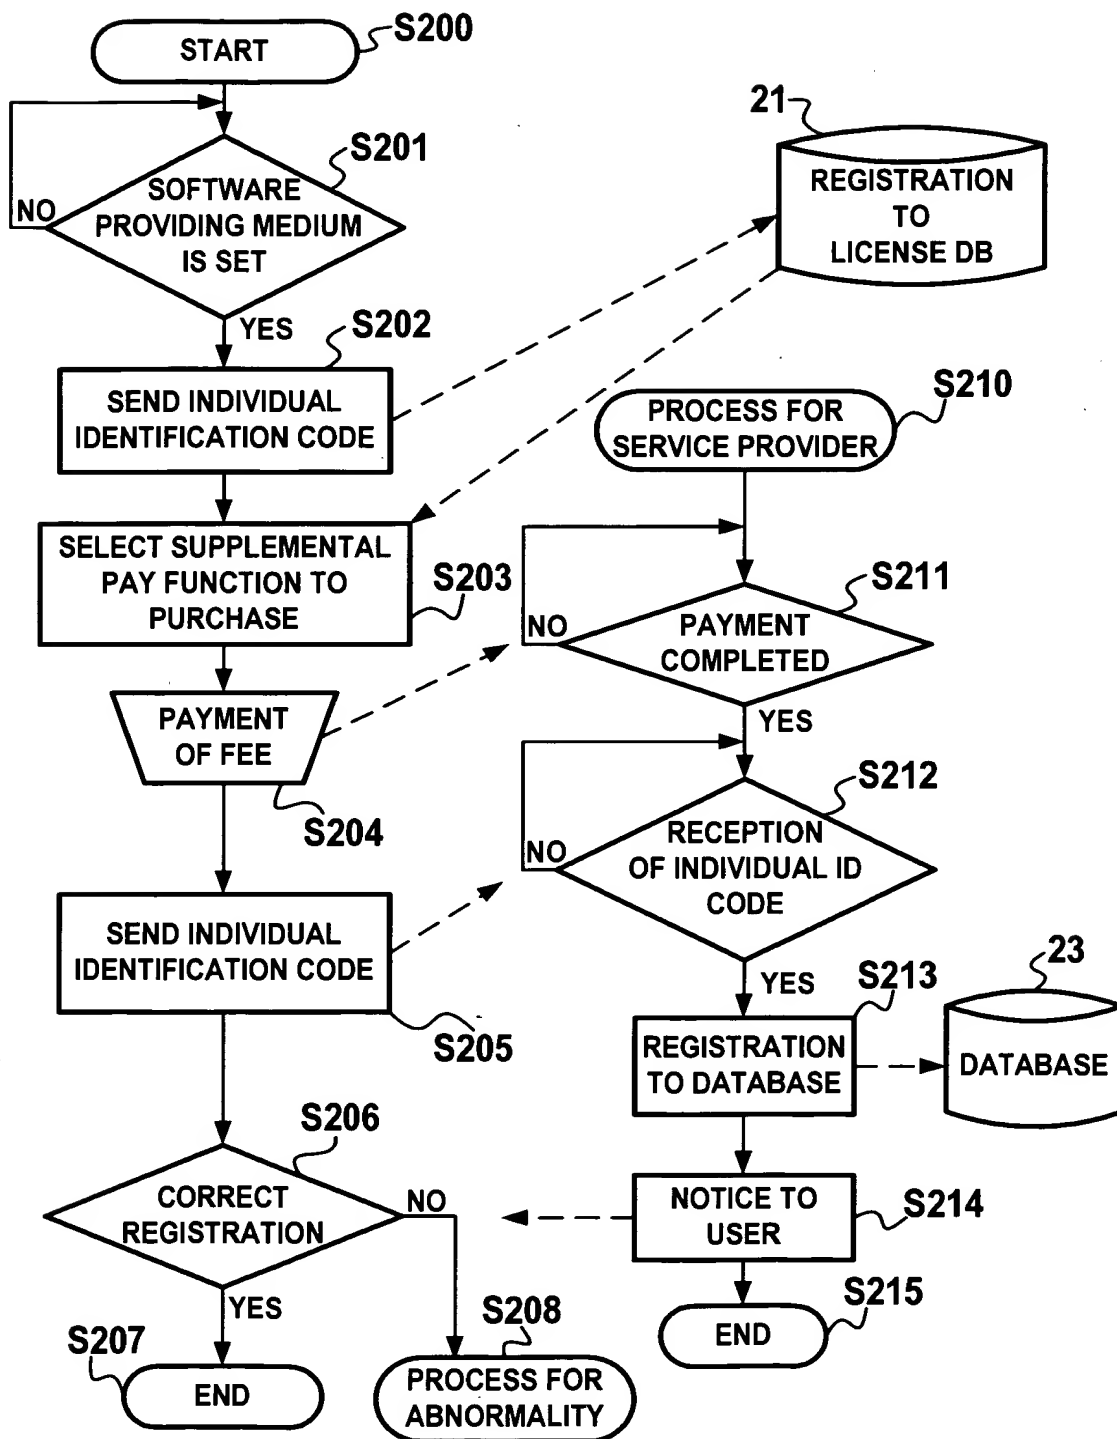 START
S200
S201
SOFTWARE
PROVIDING MEDIUM
IS SET
NO
YES
S202
SEND INDIVIDUAL
IDENTIFICATION CODE
SELECT SUPPLEMENTAL
PAY FUNCTION TO
PURCHASE
S203
PAYMENT
OF FEE
S204
SEND INDIVIDUAL
IDENTIFICATION CODE
S205
S206
CORRECT
REGISTRATION
NO
YES
S207
END
S208
PROCESS FOR
ABNORMALITY
21
REGISTRATION
TO
LICENSE DB
S210
PROCESS FOR
SERVICE PROVIDER
S211
PAYMENT
COMPLETED
NO
YES
S212
RECEPTION
OF INDIVIDUAL ID
CODE
NO
YES
S213
REGISTRATION
TO DATABASE
23
DATABASE
NOTICE TO
USER
S214
S215
END